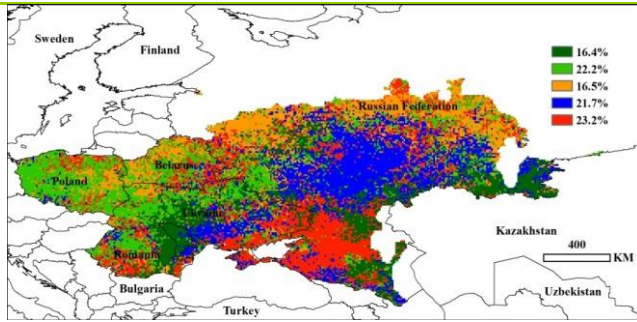 Sweden
Finland
16.4%
22.2%
16.5%
21.7%
23.2%
Russian Federation
Belarus
Poland
Ukraine
Romania
Kazakhstan
400
KM
Bulgaria
Uzbekistan
Turkey